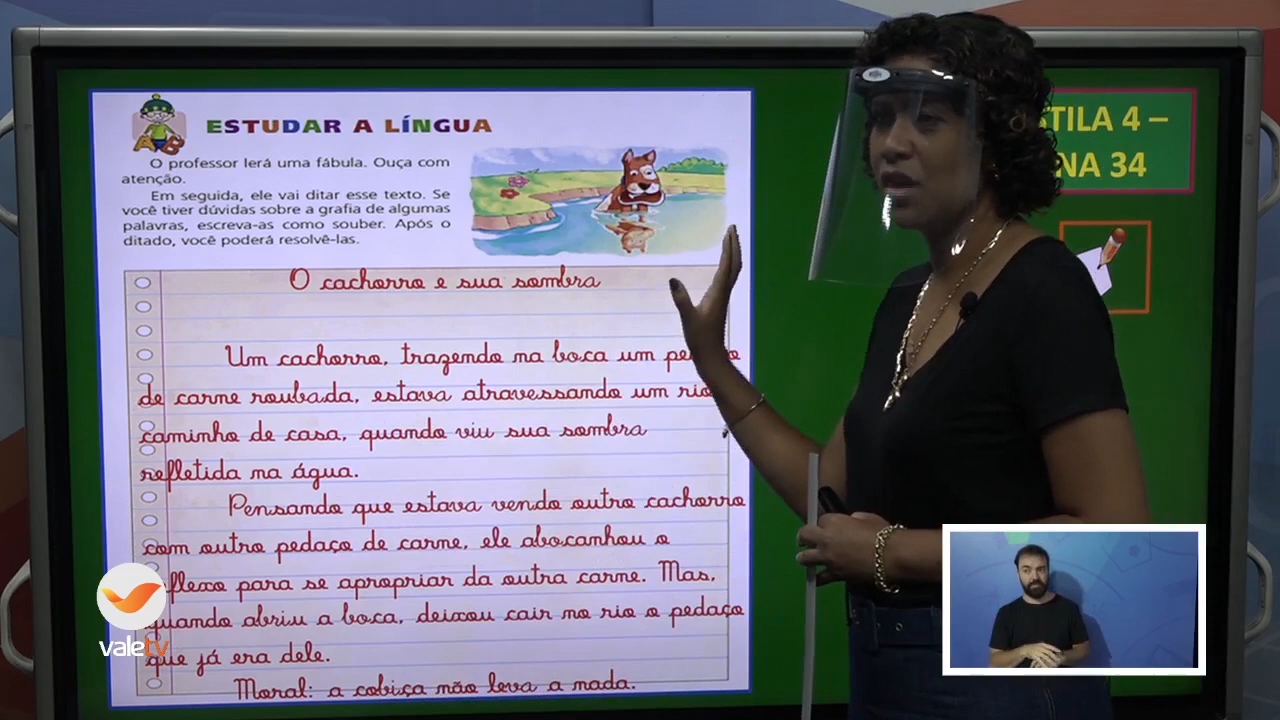 ESTUDAR A LÍNGUA
O professor lerá uma fábula. Ouça com
atenção.
Em seguida, ele vai ditar esse texto. Se
você tiver dúvidas sobre a grafia de algumas
palavras, escreva-as como souber. Após o
ditado, você poderá resolvê-las.
O cachorro e sua sombra
Um cachorro, trazendo na boca um
de carne roubada, estava atravessando um rio
caminho de casa, quando viu sua sombra
refletida na água.
Pensando que estava vendo outro cachorro
com outro pedaço de carne, ele abocanhou o
flexo para se apropriar da outra carne. Mas,
quando abriu a boca, deixou cair no rio o pedaço
que já era dele.
Moral: a cobiça não leva a nada.
STILA 4 –
NA 34
valetv